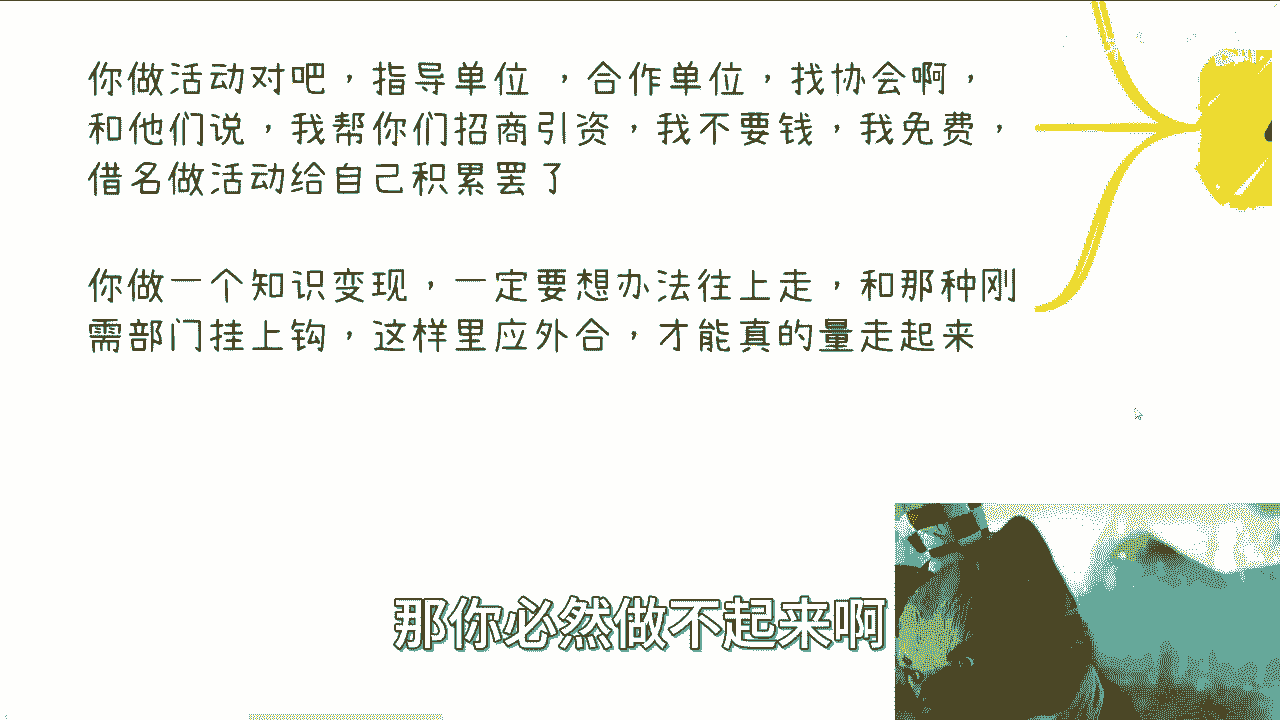 你做活动对吧，指导单位 ，合作单位，找协会啊，
和他们说，我帮你们招商引资，我不要钱，我免费，
借名做活动给自己积累罢了
你做一个知识变现，一定要想办法往上走，和那种刚
需部门挂上钩，这样里应外合，才能真的量走起来
那你必然做不起来啊